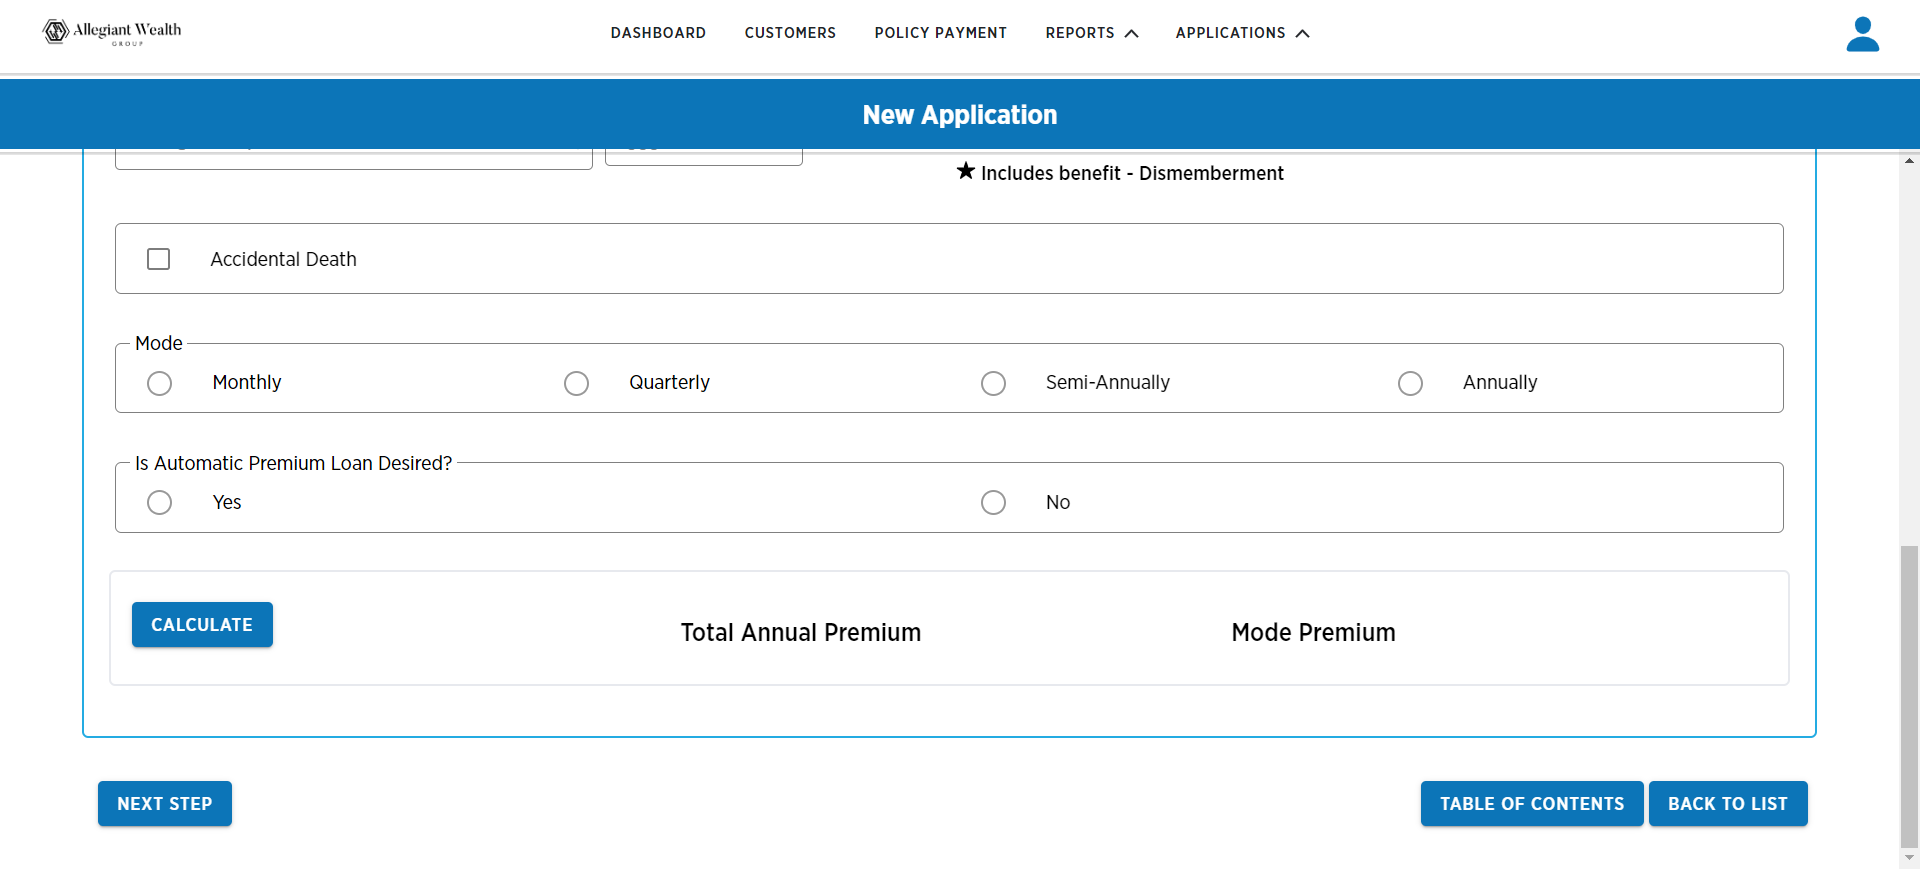 Allegiant Wealth
GROUP
DASHBOARD
CUSTOMERS
POLICY PAYMENT
REPORTS
APPLICATIONS
New Application
★ Includes benefit - Dismemberment
Accidental Death
Mode
Monthly
Quarterly
Semi-Annually
Annually
Is Automatic Premium Loan Desired?
Yes
No
CALCULATE
Total Annual Premium
Mode Premium
NEXT STEP
TABLE OF CONTENTS
BACK TO LIST